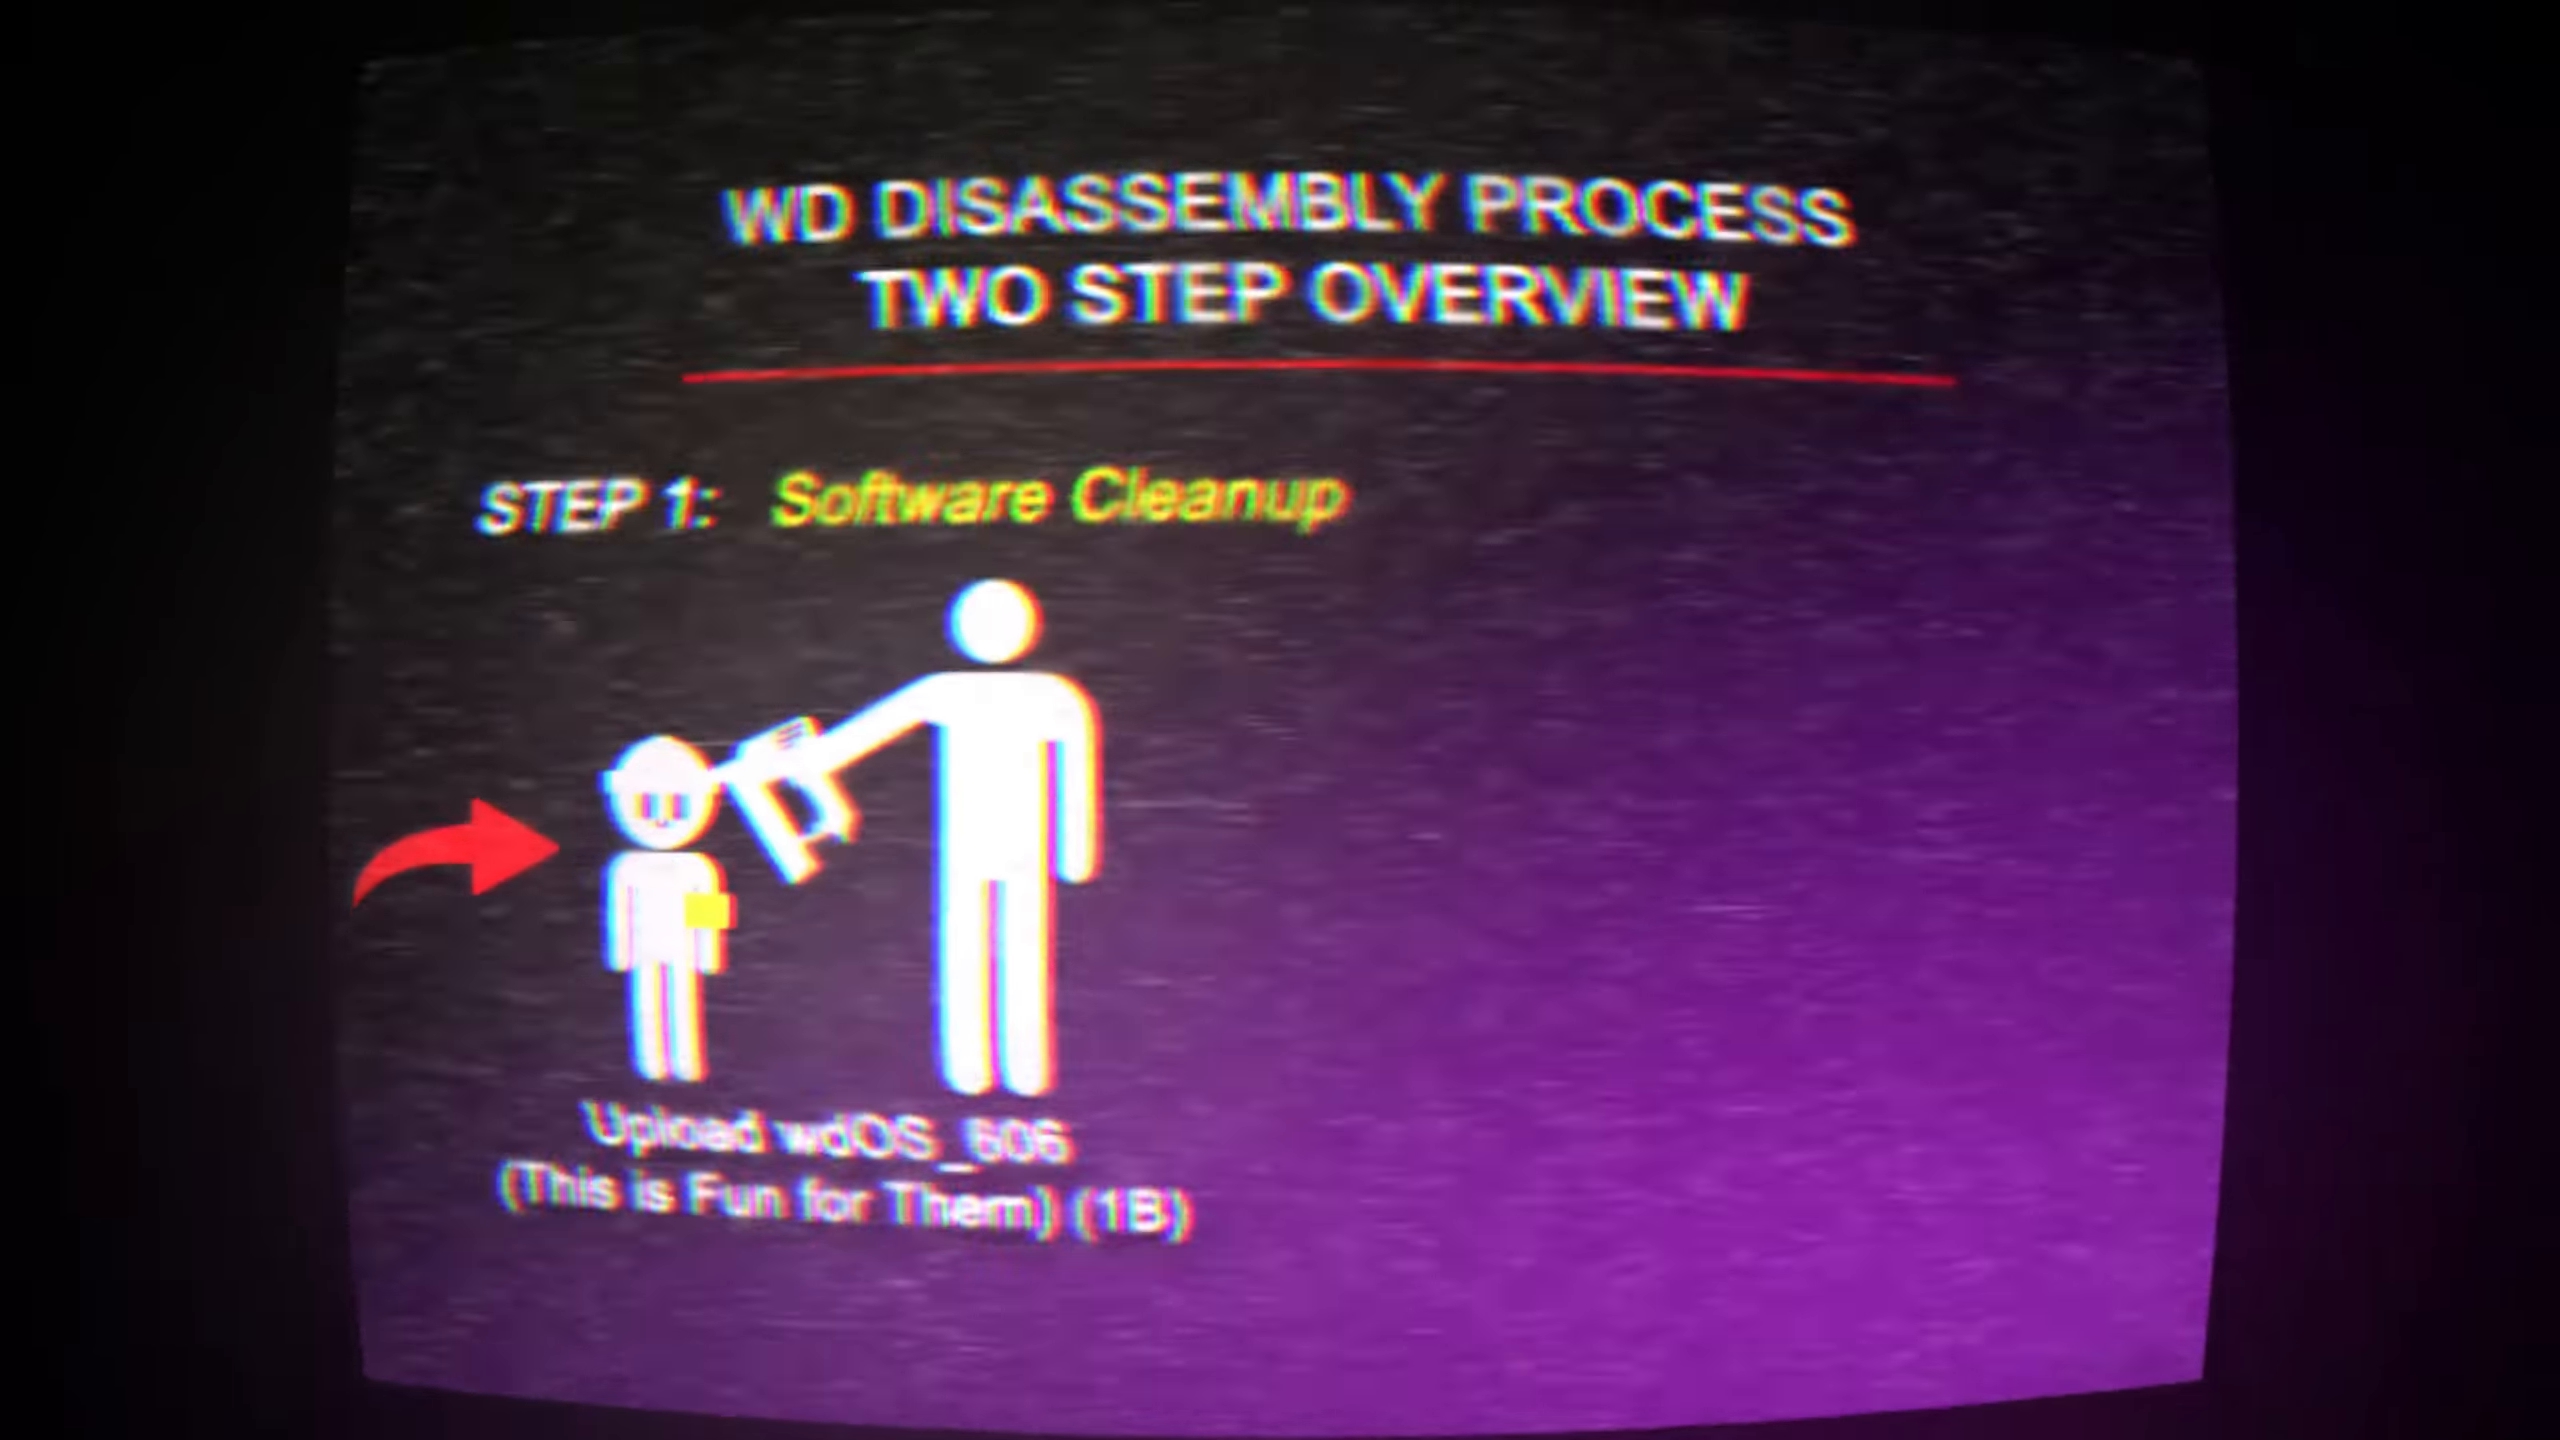 WD DISASSEMBLY PROCESS
TWO STEP OVERVIEW
STEP 1: Software Cleanup
Upload wdOS_606
(This is Fun for Them) (1B)